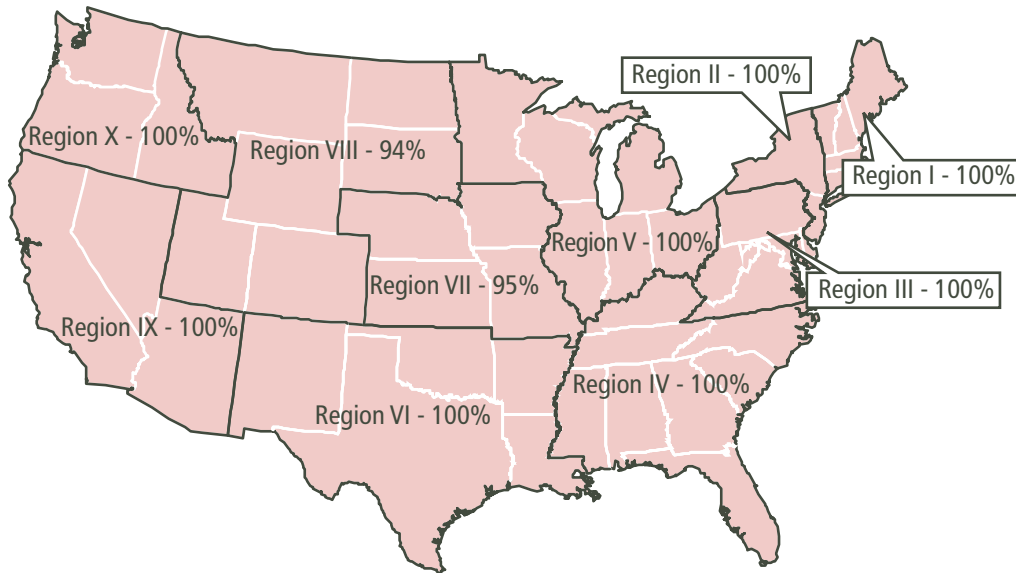 Region II - 100%
Region X - 100%
Region VIII - 94%
Region I - 100%
Region V - 100%
Region VII - 95%
Region III - 100%
Region IX - 100%
Region IV - 100%
Region VI - 100%